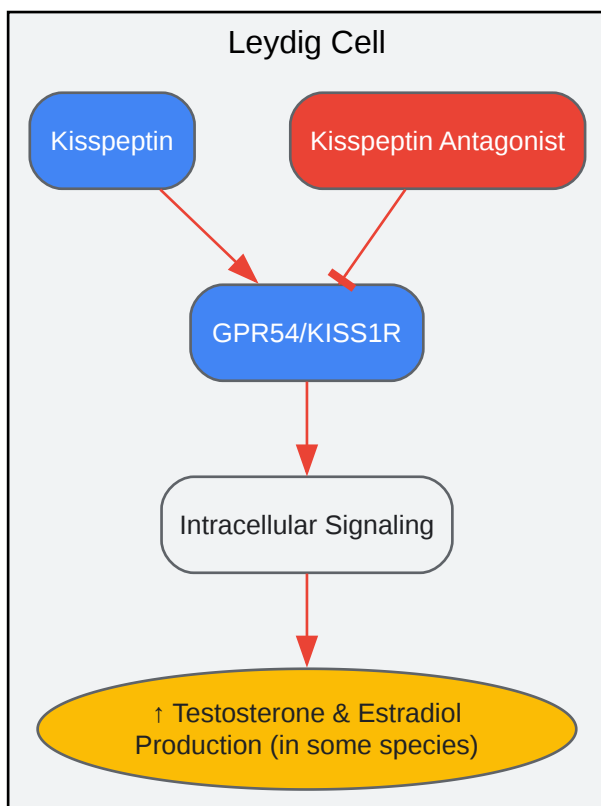 Leydig Cell
Kisspeptin
Kisspeptin Antagonist
GPR54/KISS1R
Intracellular Signaling
↑ Testosterone & Estradiol
Production (in some species)